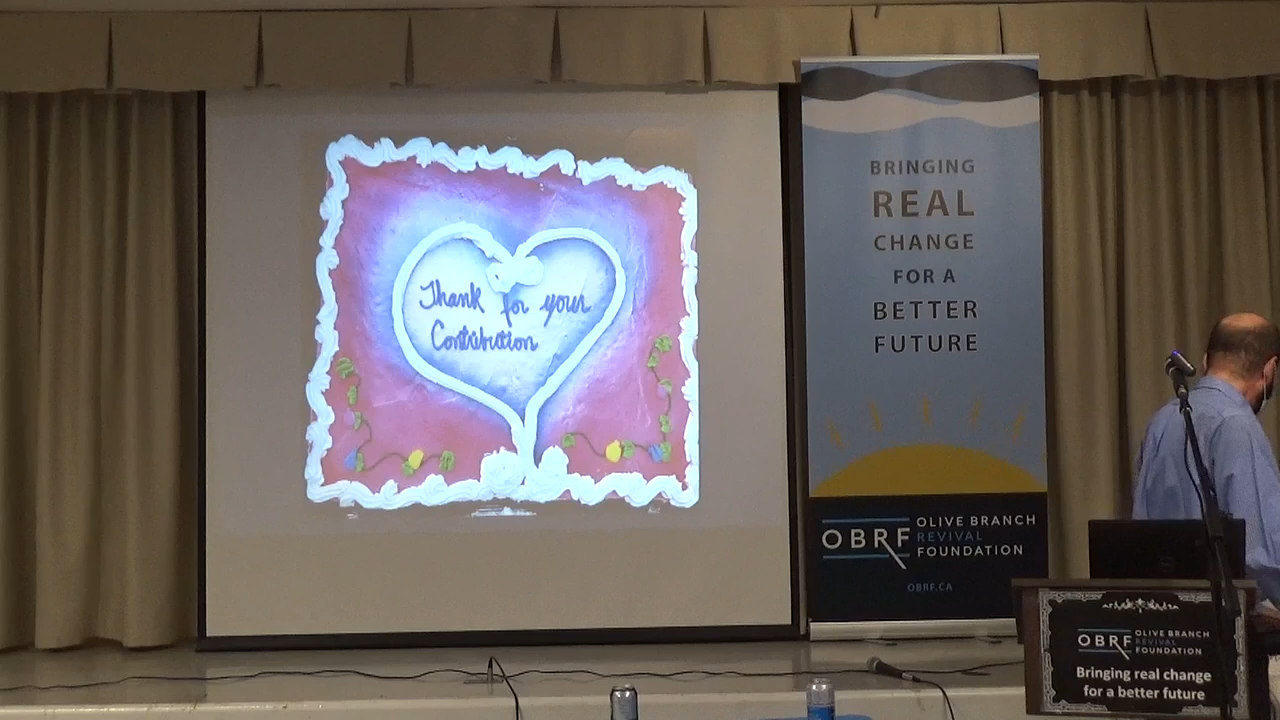 Thank for your
Contribution
BRINGING
REAL
CHANGE
FOR A
BETTER
FUTURE
OBRF
OLIVE BRANCH
REVIVAL
FOUNDATION
OBRF.CA
OBRF
OLIVE BRANCH
REVIVAL
FOUNDATION
Bringing real change
for a better future